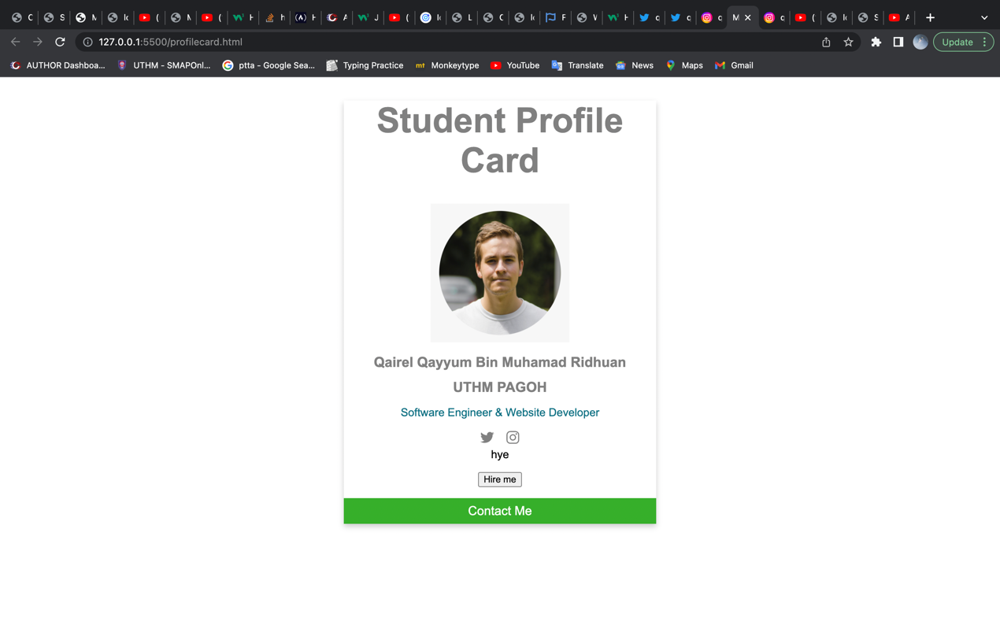 127.0.0.1:5500/profilecard.html
Update
AUTHOR Dashboa...
UTHM - SMAPOnl...
ptta - Google Sea...
Typing Practice
mt Monkeytype
YouTube
Translate
News
Maps
Gmail
Student Profile
Card
Qairel Qayyum Bin Muhamad Ridhuan
UTHM PAGOH
Software Engineer & Website Developer
hye
Hire me
Contact Me